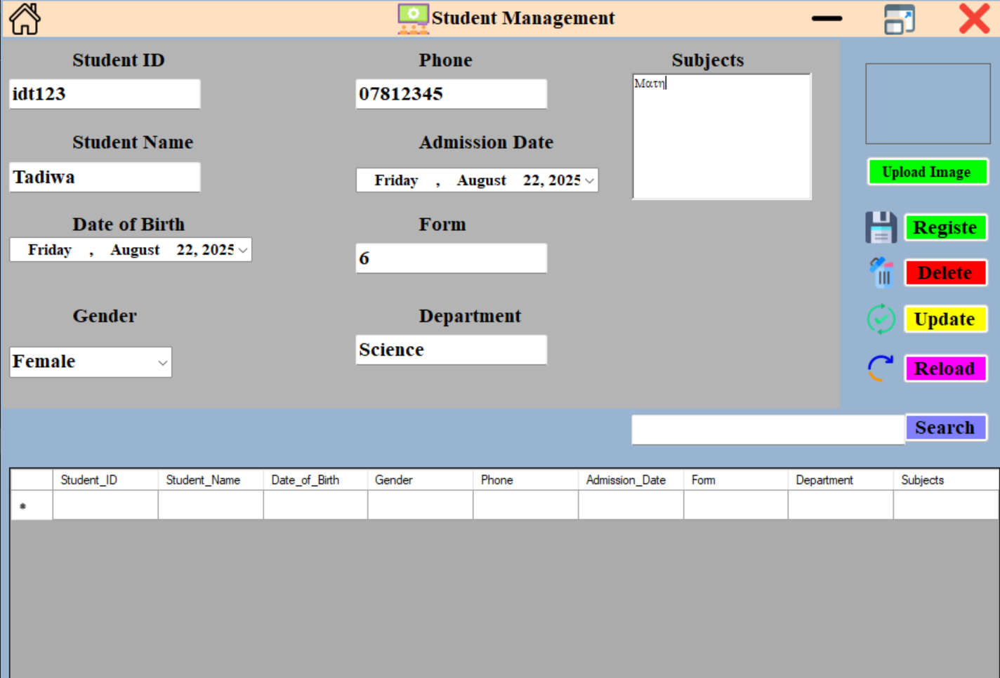 Student Management
Student ID
Phone
Subjects
idt123
07812345
Ματη
Student Name
Admission Date
Tadiwa
Friday , August 22, 2025
Upload Image
Date of Birth
Form
Registe
Friday , August 22, 2025
6
Delete
Gender
Department
Update
Female
Science
Reload
Search
Student_ID Student_Name Date_of_Birth Gender Phone Admission_Date Form Department Subjects